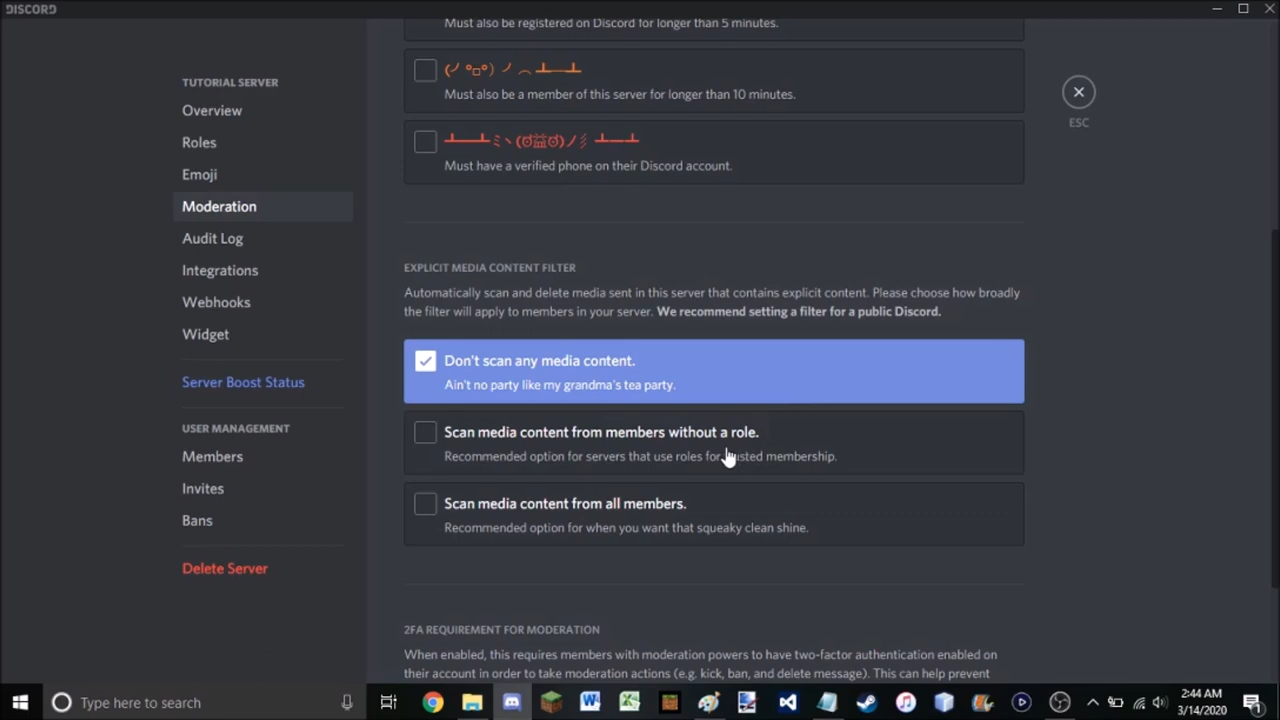 DISCORD
TUTORIAL SERVER
Overview
Roles
Emoji
Moderation
Audit Log
Integrations
Webhooks
Widget
Server Boost Status
USER MANAGEMENT
Members
Invites
Bans
Delete Server
Must also be registered on Discord for longer than 5 minutes.
(╯°□°）╯︵ ┻━┻
Must also be a member of this server for longer than 10 minutes.
┻━┻ミヽ(ಠ益ಠ)ノ彡┻━┻
Must have a verified phone on their Discord account.
ESC
EXPLICIT MEDIA CONTENT FILTER
Automatically scan and delete media sent in this server that contains explicit content. Please choose how broadly
the filter will apply to members in your server. We recommend setting a filter for a public Discord.
Don't scan any media content.
Ain't no party like my grandma's tea party.
Scan media content from members without a role.
Recommended option for servers that use roles for trusted membership.
Scan media content from all members.
Recommended option for when you want that squeaky clean shine.
2FA REQUIREMENT FOR MODERATION
When enabled, this requires members with moderation powers to have two-factor authentication enabled on
their account in order to take moderation actions (e.g. kick, ban, and delete message). This can help prevent
Type here to search
2:44 AM
3/14/2020
1